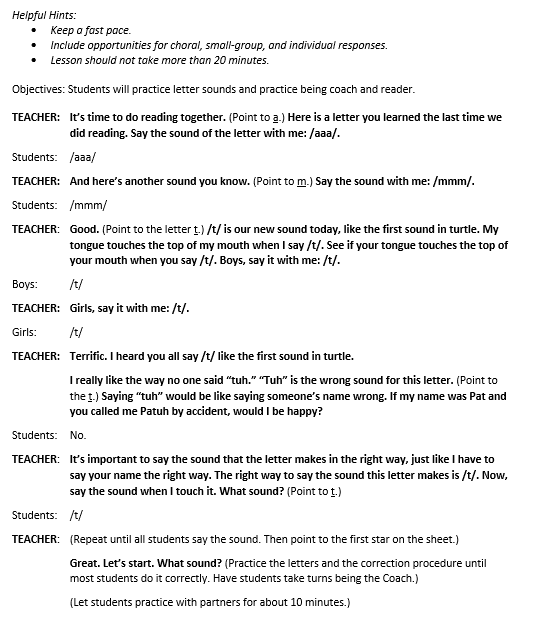 Helpful Hints:
• Keep a fast pace.
• Include opportunities for choral, small-group, and individual responses.
• Lesson should not take more than 20 minutes.
Objectives: Students will practice letter sounds and practice being coach and reader.
TEACHER: It's time to do reading together. (Point to a.) Here is a letter you learned the last time we
did reading. Say the sound of the letter with me: /aaa/.
Students: /aaa/
TEACHER: And here's another sound you know. (Point to m.) Say the sound with me: /mmm/.
Students: /mmm/
TEACHER: Good. (Point to the letter t.) /t/ is our new sound today, like the first sound in turtle. My
tongue touches the top of my mouth when I say /t/. See if your tongue touches the top of
your mouth when you say /t/. Boys, say it with me: /t/.
Boys: /t/
TEACHER: Girls, say it with me: /t/.
Girls: /t/
TEACHER: Terrific. I heard you all say /t/ like the first sound in turtle.
I really like the way no one said “tuh.” “Tuh” is the wrong sound for this letter. (Point to
the t.) Saying “tuh” would be like saying someone's name wrong. If my name was Pat and
you called me Patuh by accident, would I be happy?
Students: No.
TEACHER: It's important to say the sound that the letter makes in the right way, just like I have to
say your name the right way. The right way to say the sound this letter makes is /t/. Now,
say the sound when I touch it. What sound? (Point to t.)
Students: /t/
TEACHER: (Repeat until all students say the sound. Then point to the first star on the sheet.)
Great. Let's start. What sound? (Practice the letters and the correction procedure until
most students do it correctly. Have students take turns being the Coach.)
(Let students practice with partners for about 10 minutes.)